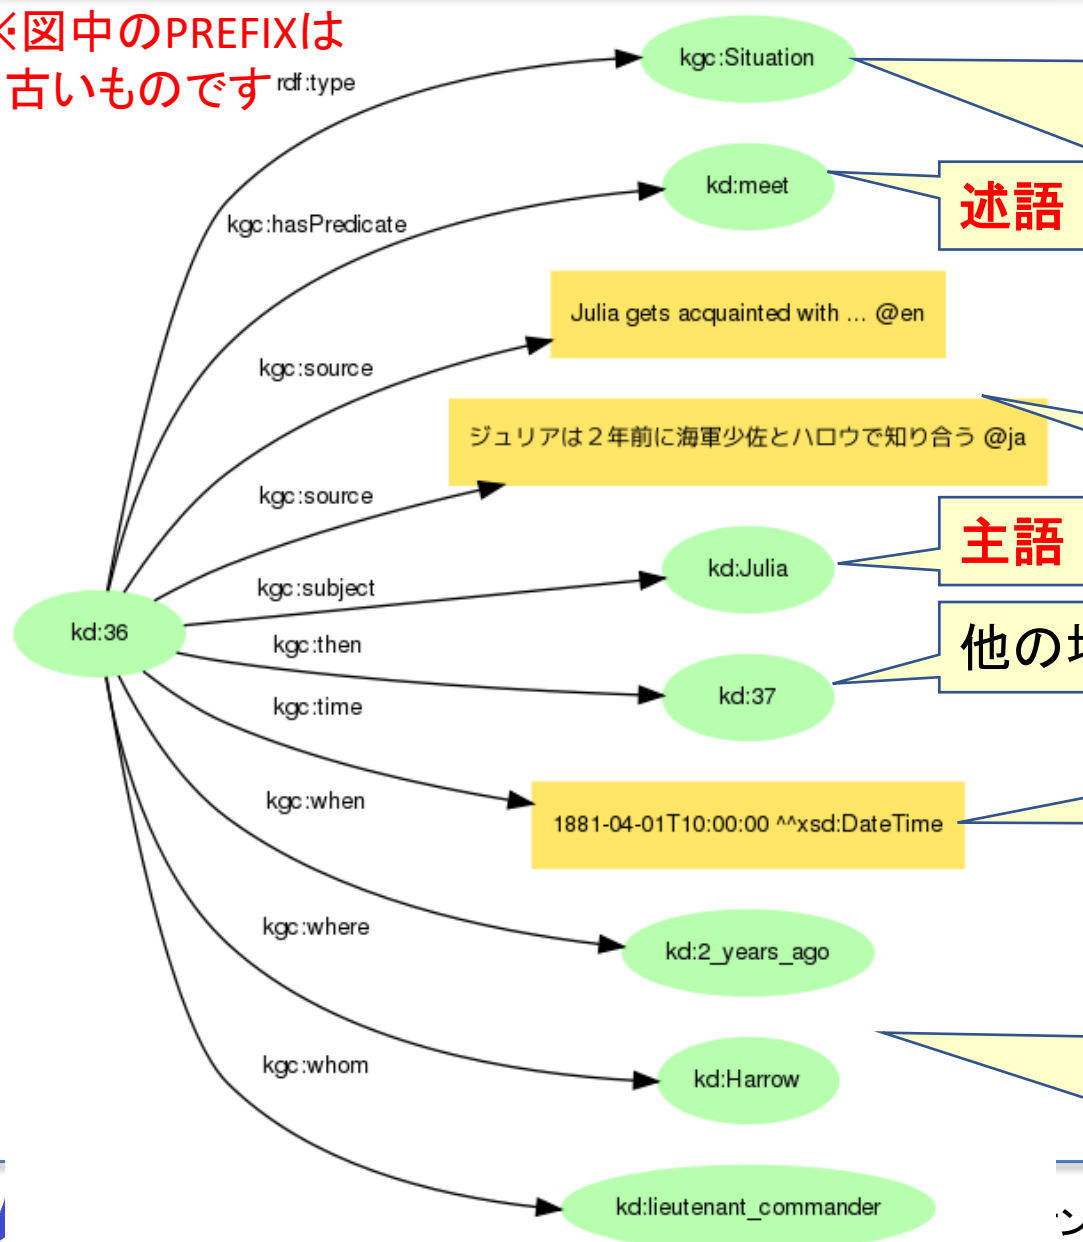 ※図中のPREFIXは
古いものです
rdf:type
kgc:Situation
kgc:hasPredicate
kd:meet
述語
kgc:source
Julia gets acquainted with ... @en
kgc:source
ジュリアは２年前に海軍少佐とハロウで知り合う @ja
kgc:subject
kd:Julia
主語
kd:36
kgc:then
kd:37
他の
kgc:time
1881-04-01T10:00:00 ^^xsd:DateTime
kgc:when
kd:2_years_ago
kgc:where
kd:Harrow
kgc:whom
kd:lieutenant_commander